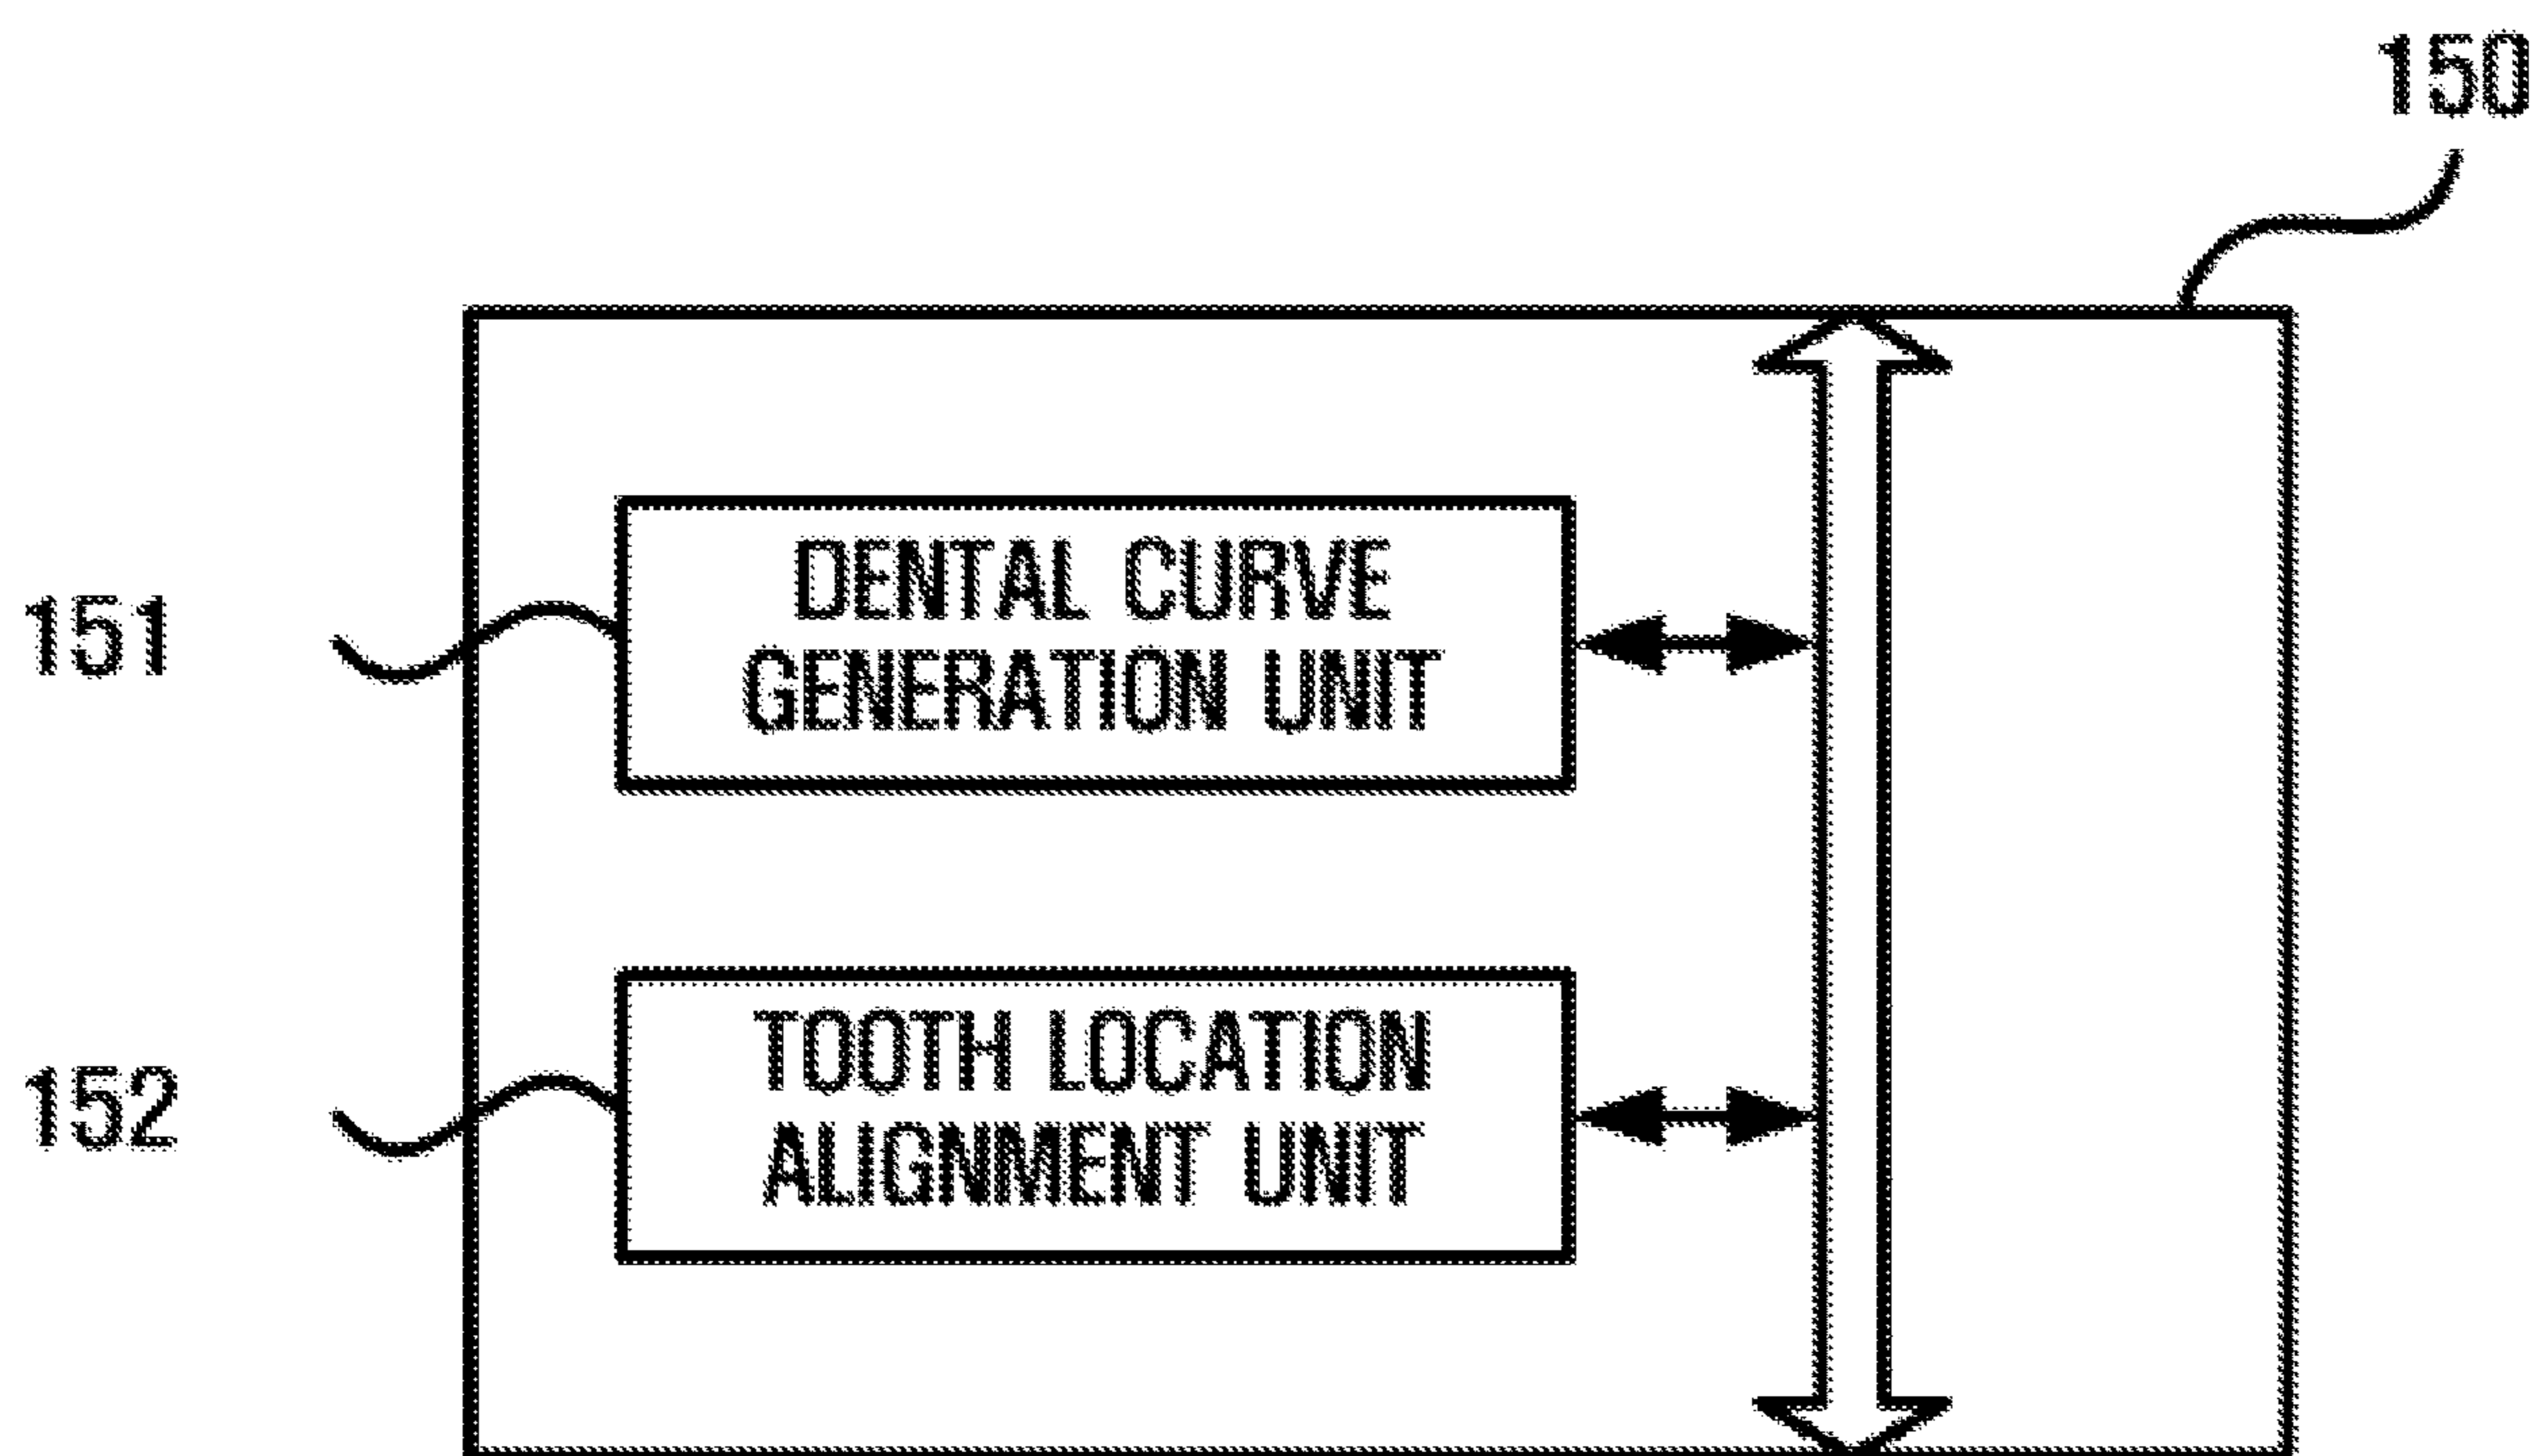 150
151
DENTAL CURVE
GENERATION UNIT
152
TOOTH LOCATION
ALIGNMENT UNIT